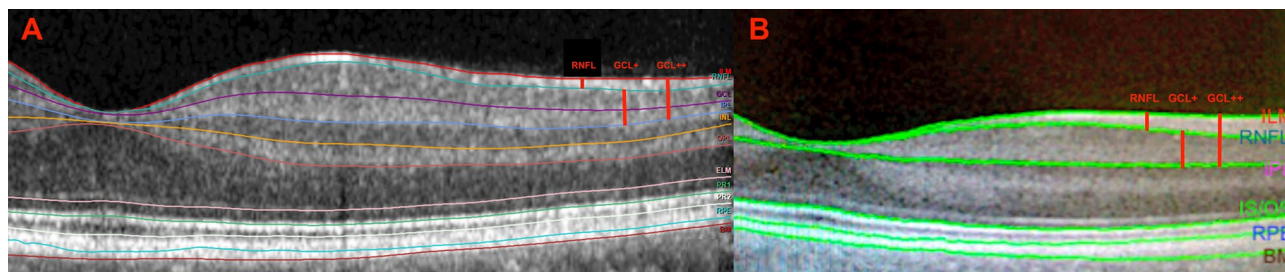 A
RNFL GCL+ GCL++
ILM
RNFL
GCL
IPL
INL
OPL
ELM
PR1
PR2
RPE
BM
B
RNFL GCL+ GCL++
ILM
RNFL
IPL
IS/OS
RPE
BM